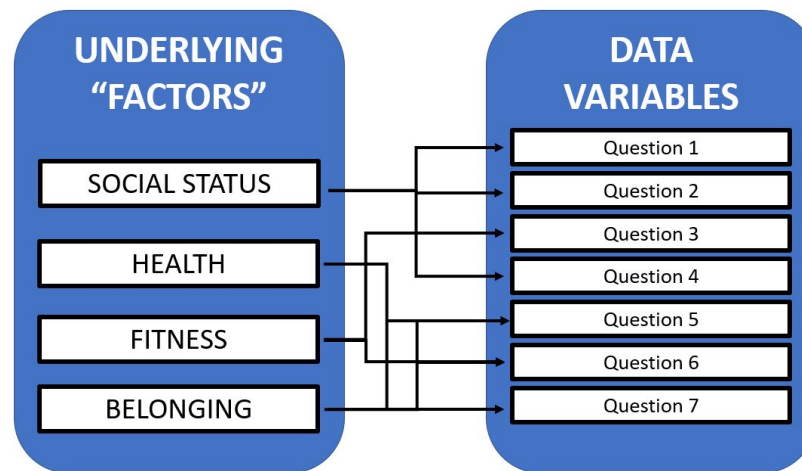 UNDERLYING
“FACTORS”
SOCIAL STATUS
HEALTH
FITNESS
BELONGING
DATA
VARIABLES
Question 1
Question 2
Question 3
Question 4
Question 5
Question 6
Question 7